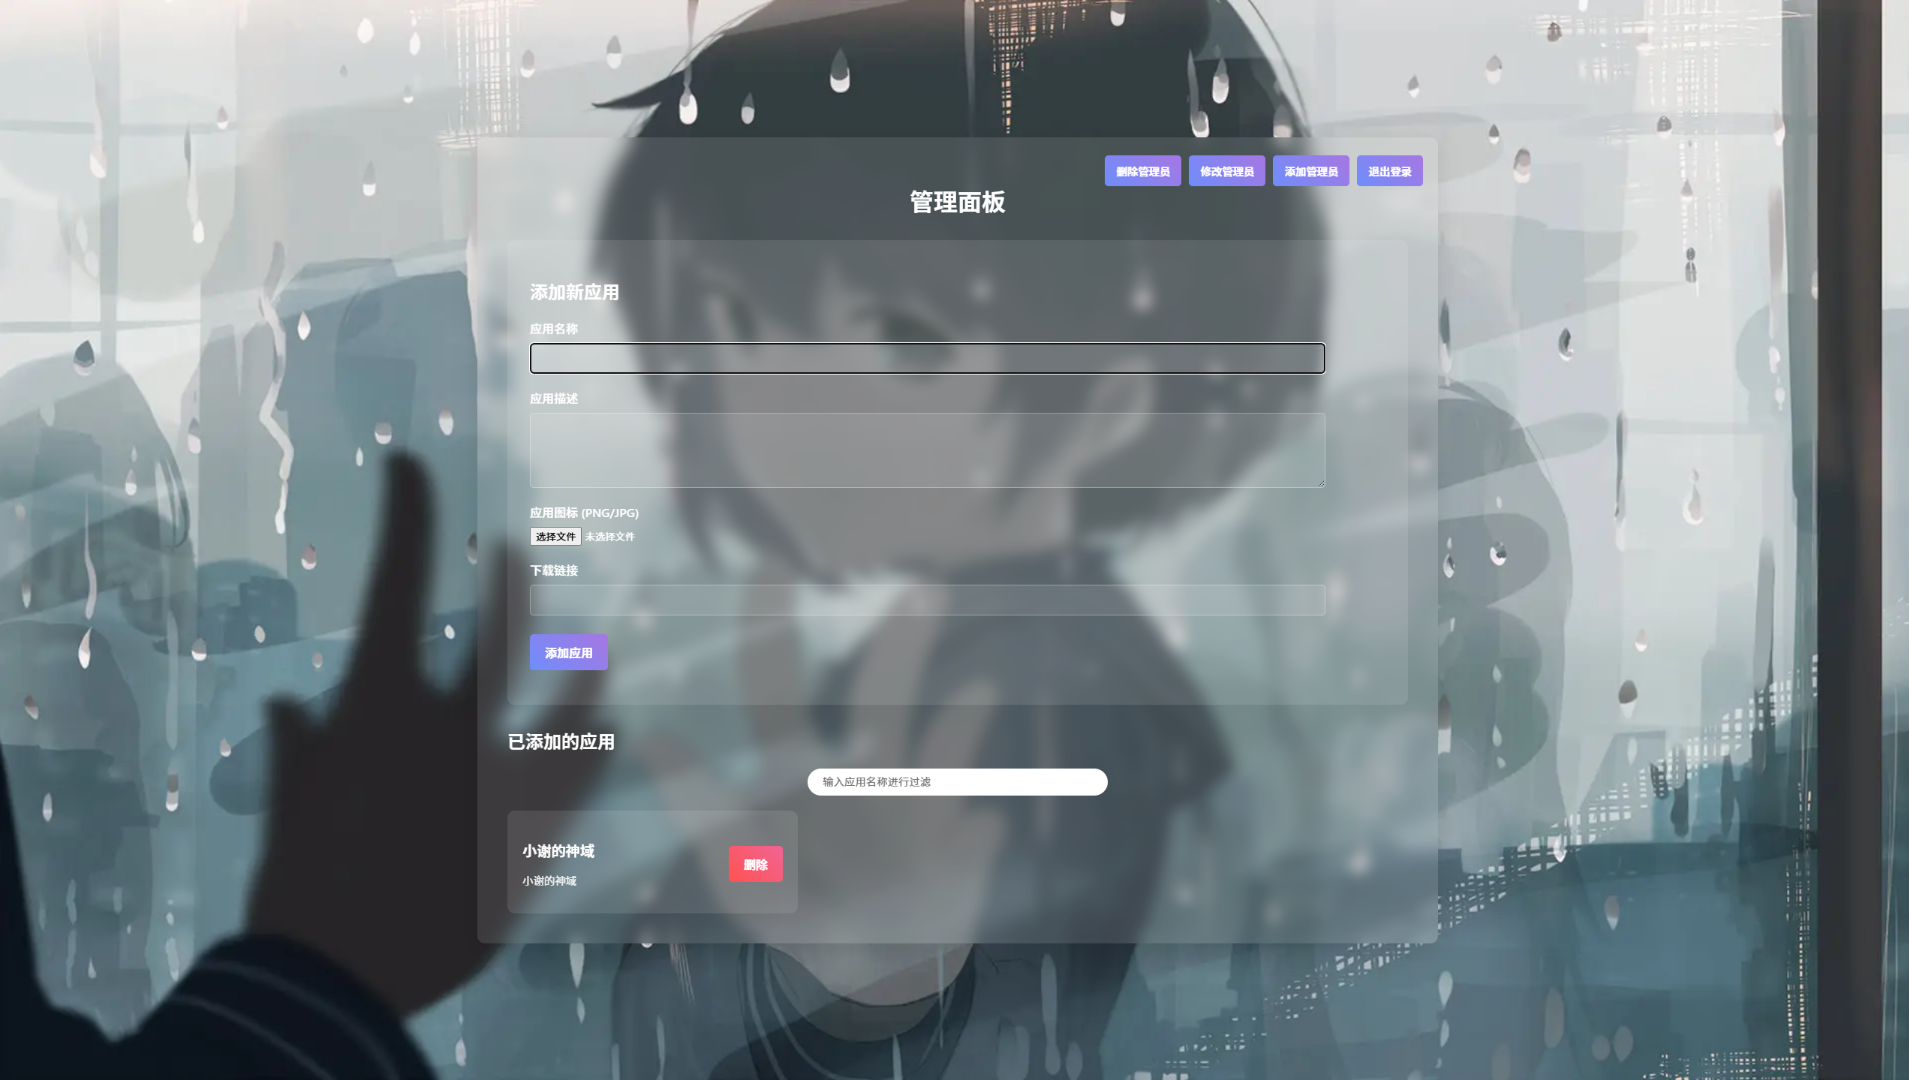 删除管理员 修改管理员 添加管理员 退出登录
管理面板
添加新应用
应用名称
应用描述
应用图标 (PNG/JPG)
选择文件 未选择文件
下载链接
添加应用
已添加的应用
输入应用名称进行过滤
小谢的神域
小谢的神域
删除